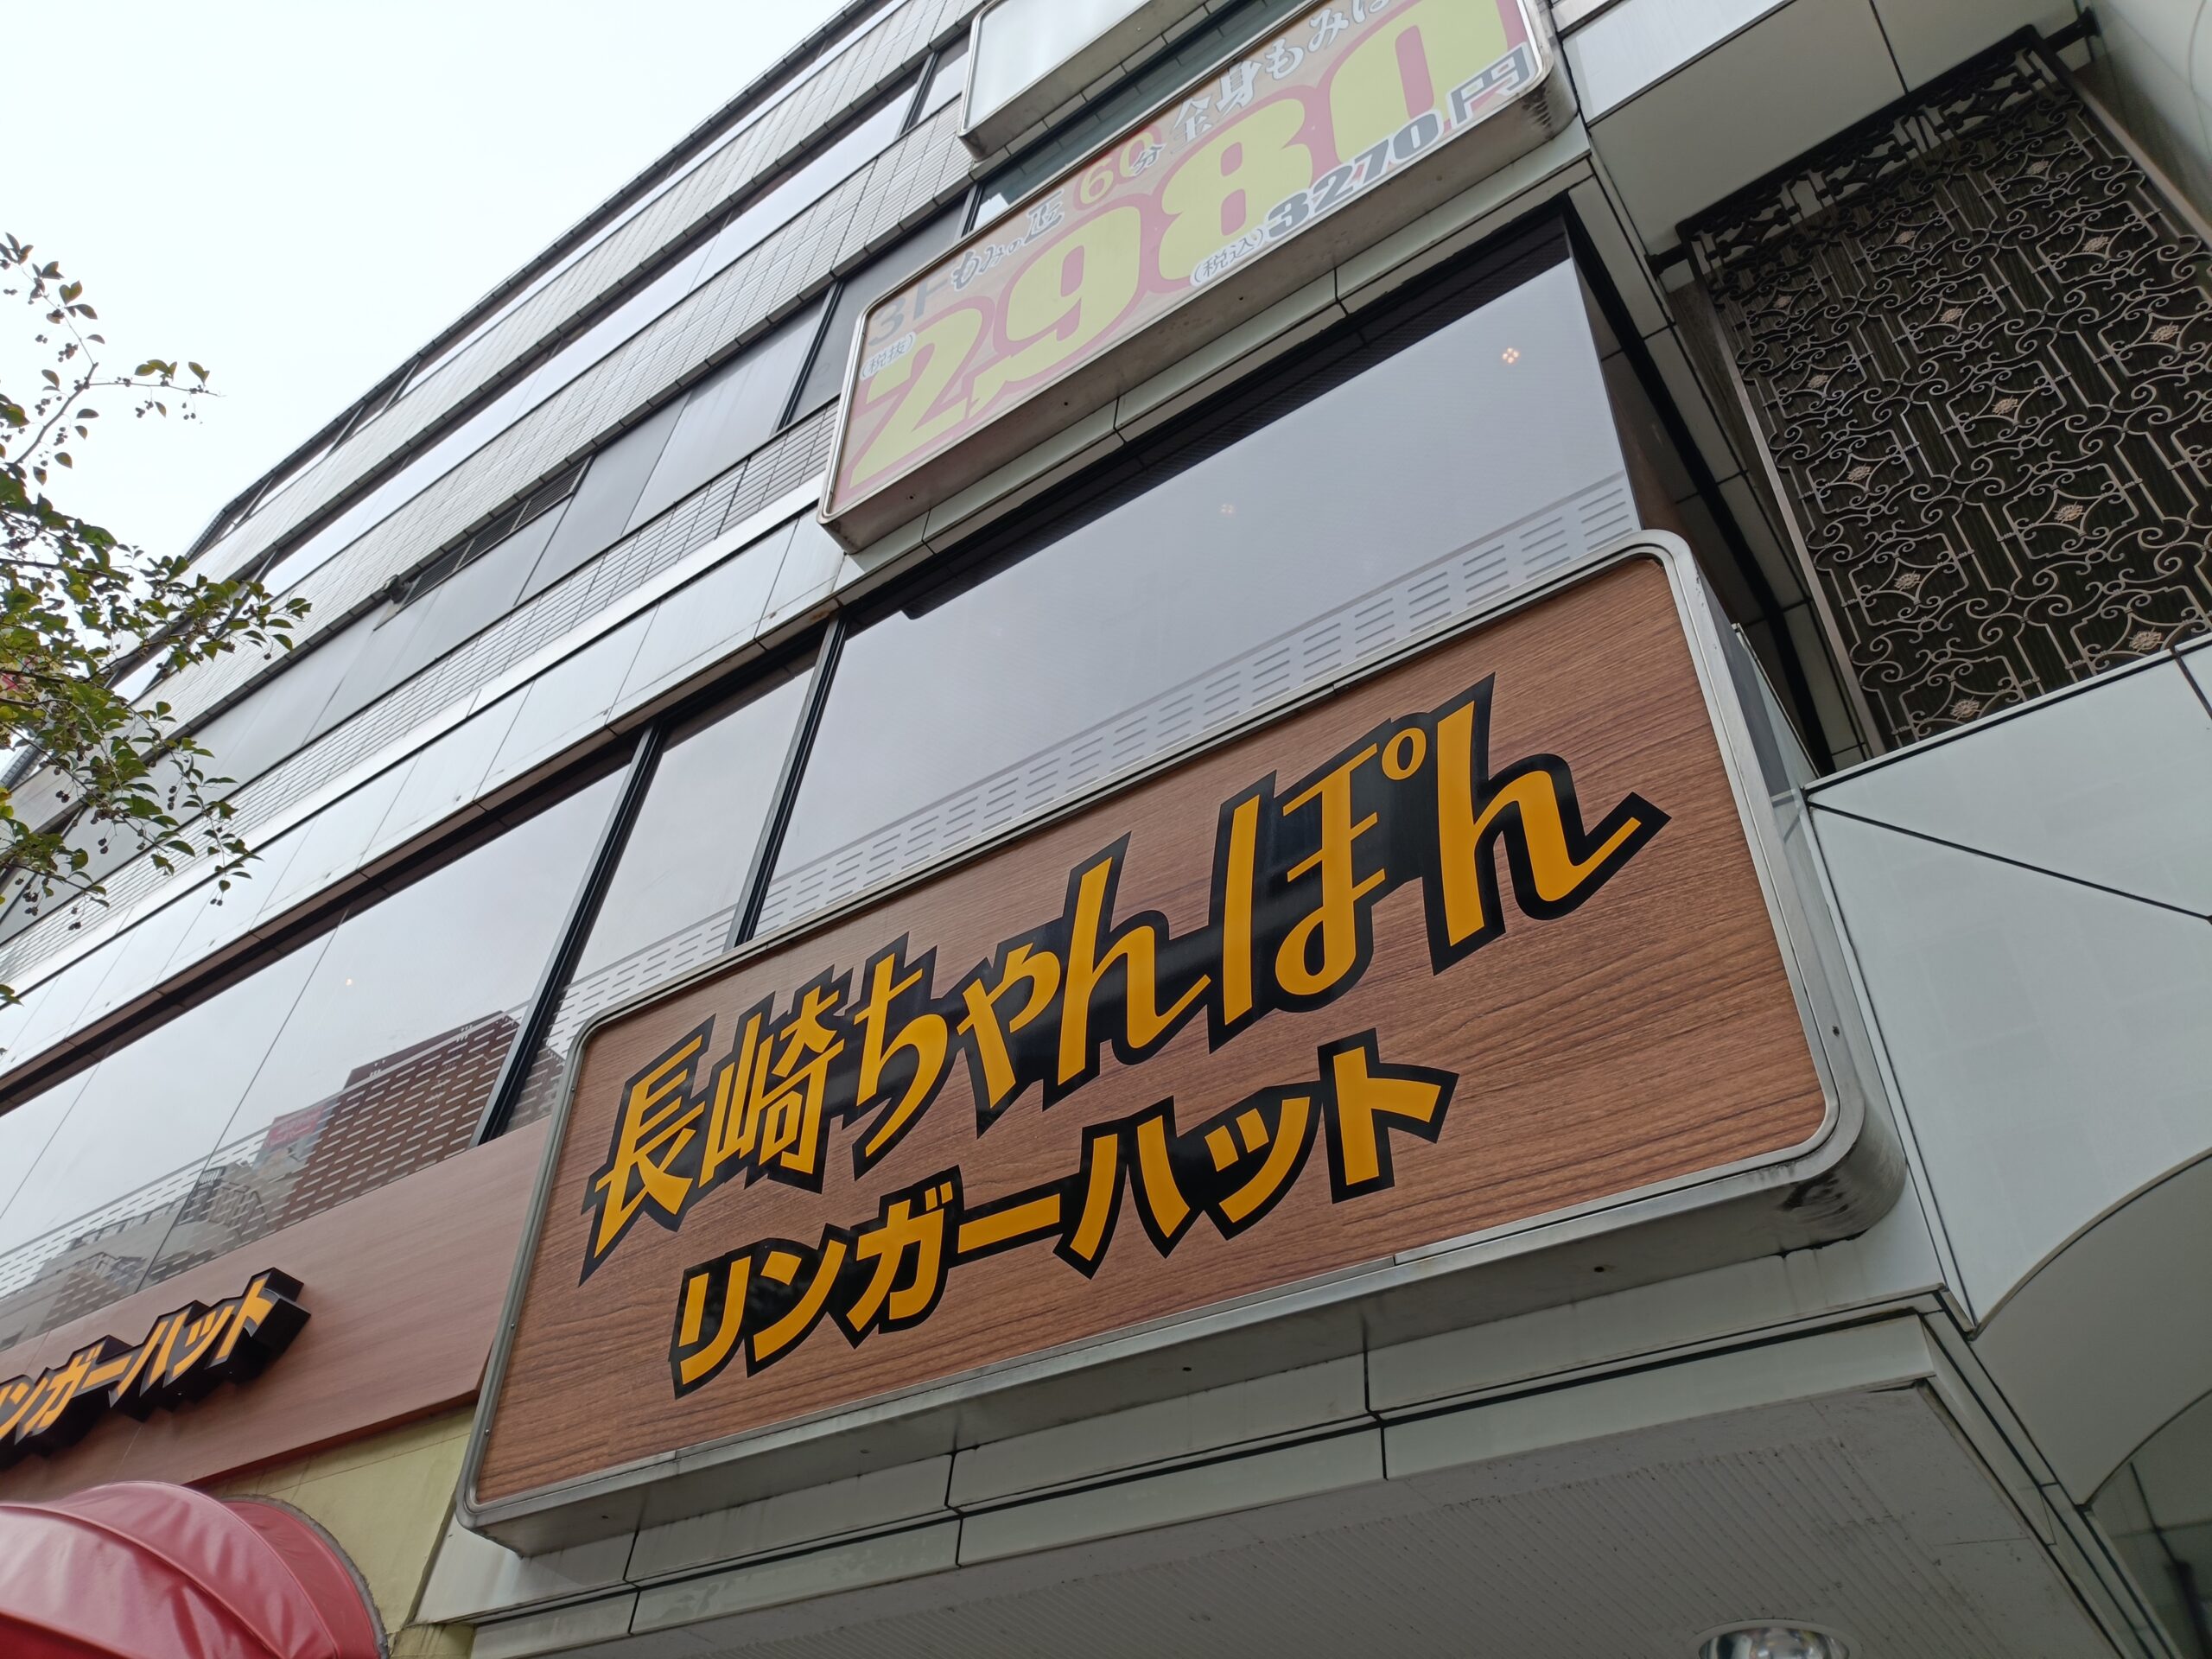 3F もみの匠 60分 全身もみほ
(税抜)2,980
(税込)3270円
長崎ちゃんぽん
リンガーハット
ンガーハット